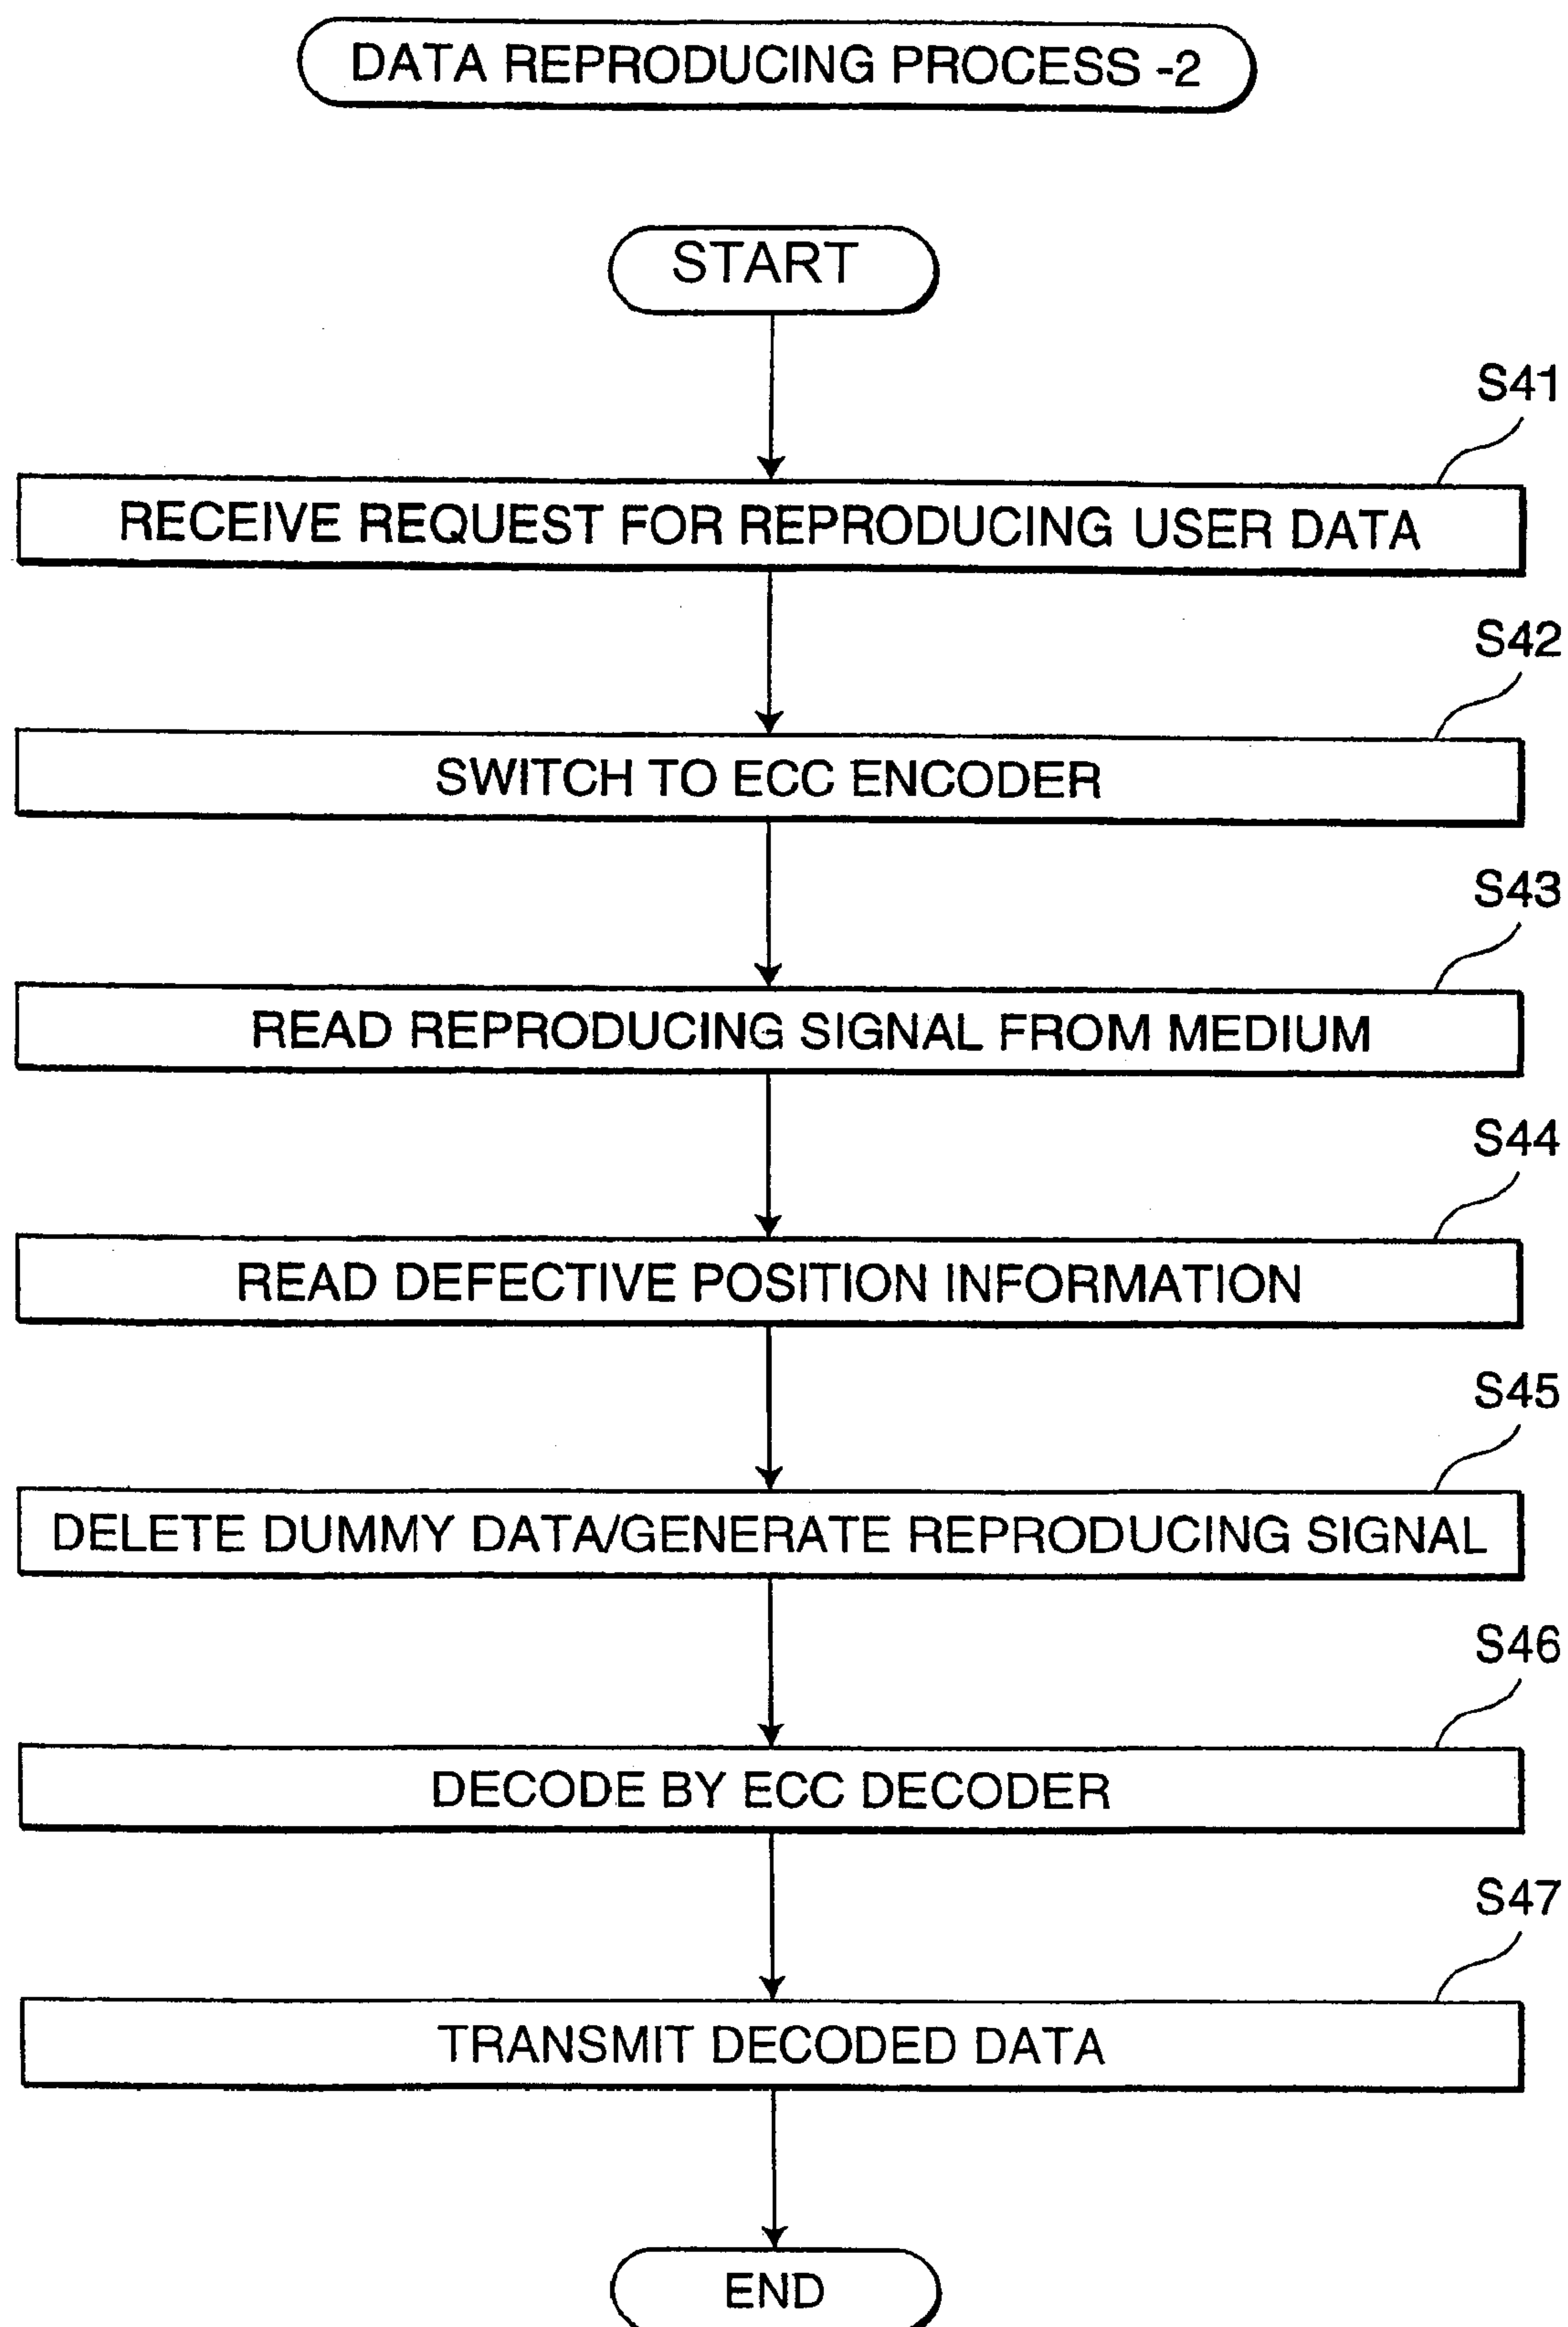 DATA REPRODUCING PROCESS -2
START
S41
RECEIVE REQUEST FOR REPRODUCING USER DATA
S42
SWITCH TO ECC ENCODER
S43
READ REPRODUCING SIGNAL FROM MEDIUM
S44
READ DEFECTIVE POSITION INFORMATION
S45
DELETE DUMMY DATA/GENERATE REPRODUCING SIGNAL
S46
DECODE BY ECC DECODER
S47
TRANSMIT DECODED DATA
END